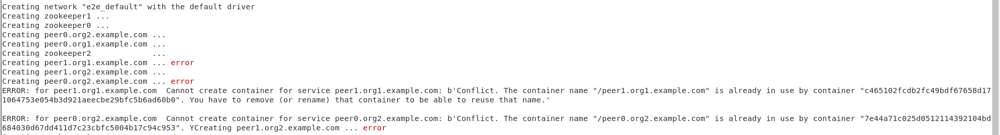 Creating network "e2e_default" with the default driver
Creating zookeeper1 ...
Creating zookeeper0 ...
Creating peer0.org2.example.com ...
Creating peer0.org1.example.com ...
Creating zookeeper2             ...
Creating peer1.org1.example.com ... error
Creating peer1.org2.example.com ...
Creating peer0.org2.example.com ... error
ERROR: for peer1.org1.example.com  Cannot create container for service peer1.org1.example.com: b'Conflict. The container name "/peer1.org1.example.com" is already in use by container "c465102fcdb2fc49bdf67658d17
1064753e054b3d921aeecbe29bfc5b6ad60b0". You have to remove (or rename) that container to be able to reuse that name.'
ERROR: for peer0.org2.example.com  Cannot create container for service peer0.org2.example.com: b'Conflict. The container name "/peer0.org2.example.com" is already in use by container "7e44a71c025d0512114392104bd
684030d67dd411d7c23cbfc5004b17c94c953". YCreating peer1.org2.example.com ... error